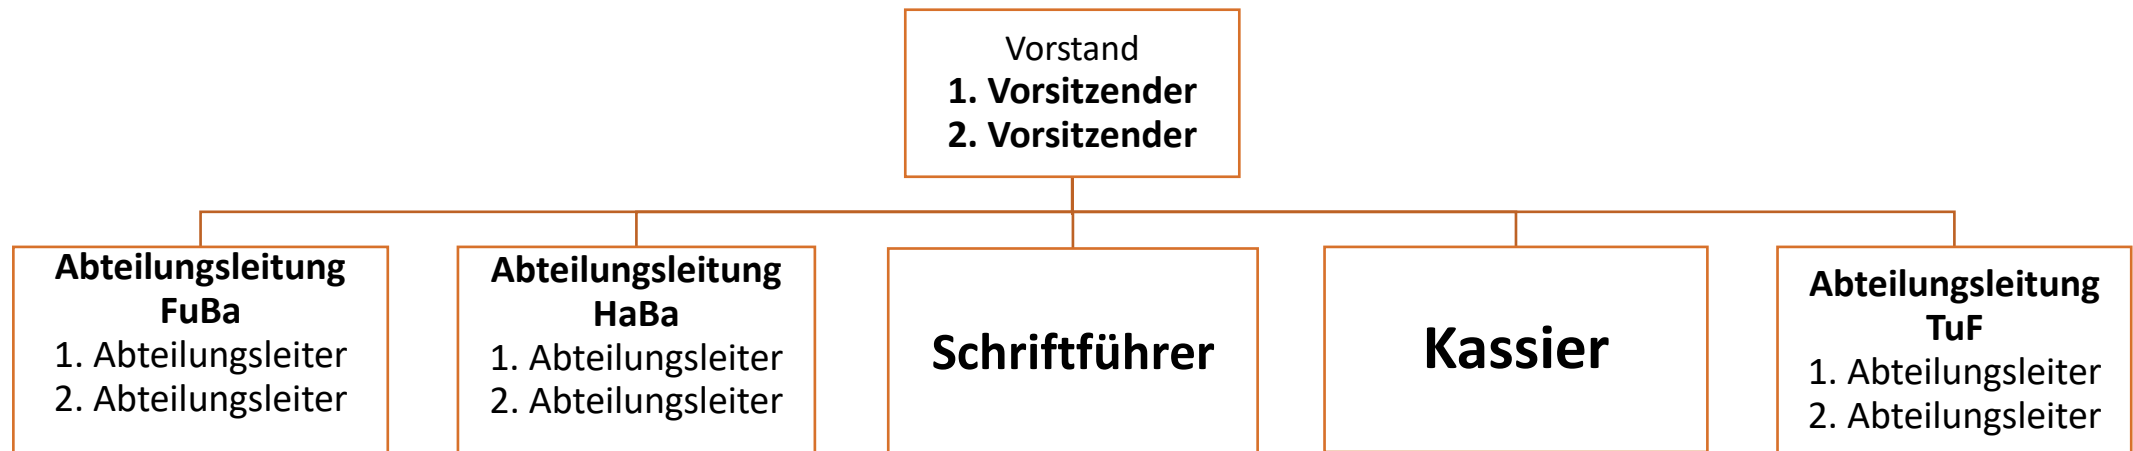 Vorstand
1. Vorsitzender
2. Vorsitzender
Abteilungsleitung
FuBa
1. Abteilungsleiter
2. Abteilungsleiter
Abteilungsleitung
HaBa
1. Abteilungsleiter
2. Abteilungsleiter
Schriftführer
Kassier
Abteilungsleitung
TuF
1. Abteilungsleiter
2. Abteilungsleiter